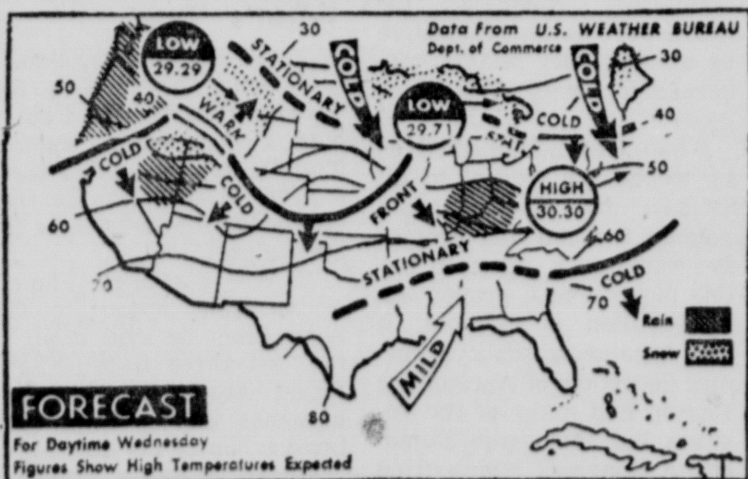 Data From U.S. WEATHER BUREAU
Dept. of Commerce
30
LOW
29.29
STATIONARY
COLD
COLD
30
50
40
WARM
LOW
29.71
STAT.
COLD
40
COLD
COLD
50
HIGH
30.30
FRONT
60
60
STATIONARY
70
COLD
70
Rain
Snow
MILD
80
FORECAST
For Daytime Wednesday
Figures Show High Temperatures Expected